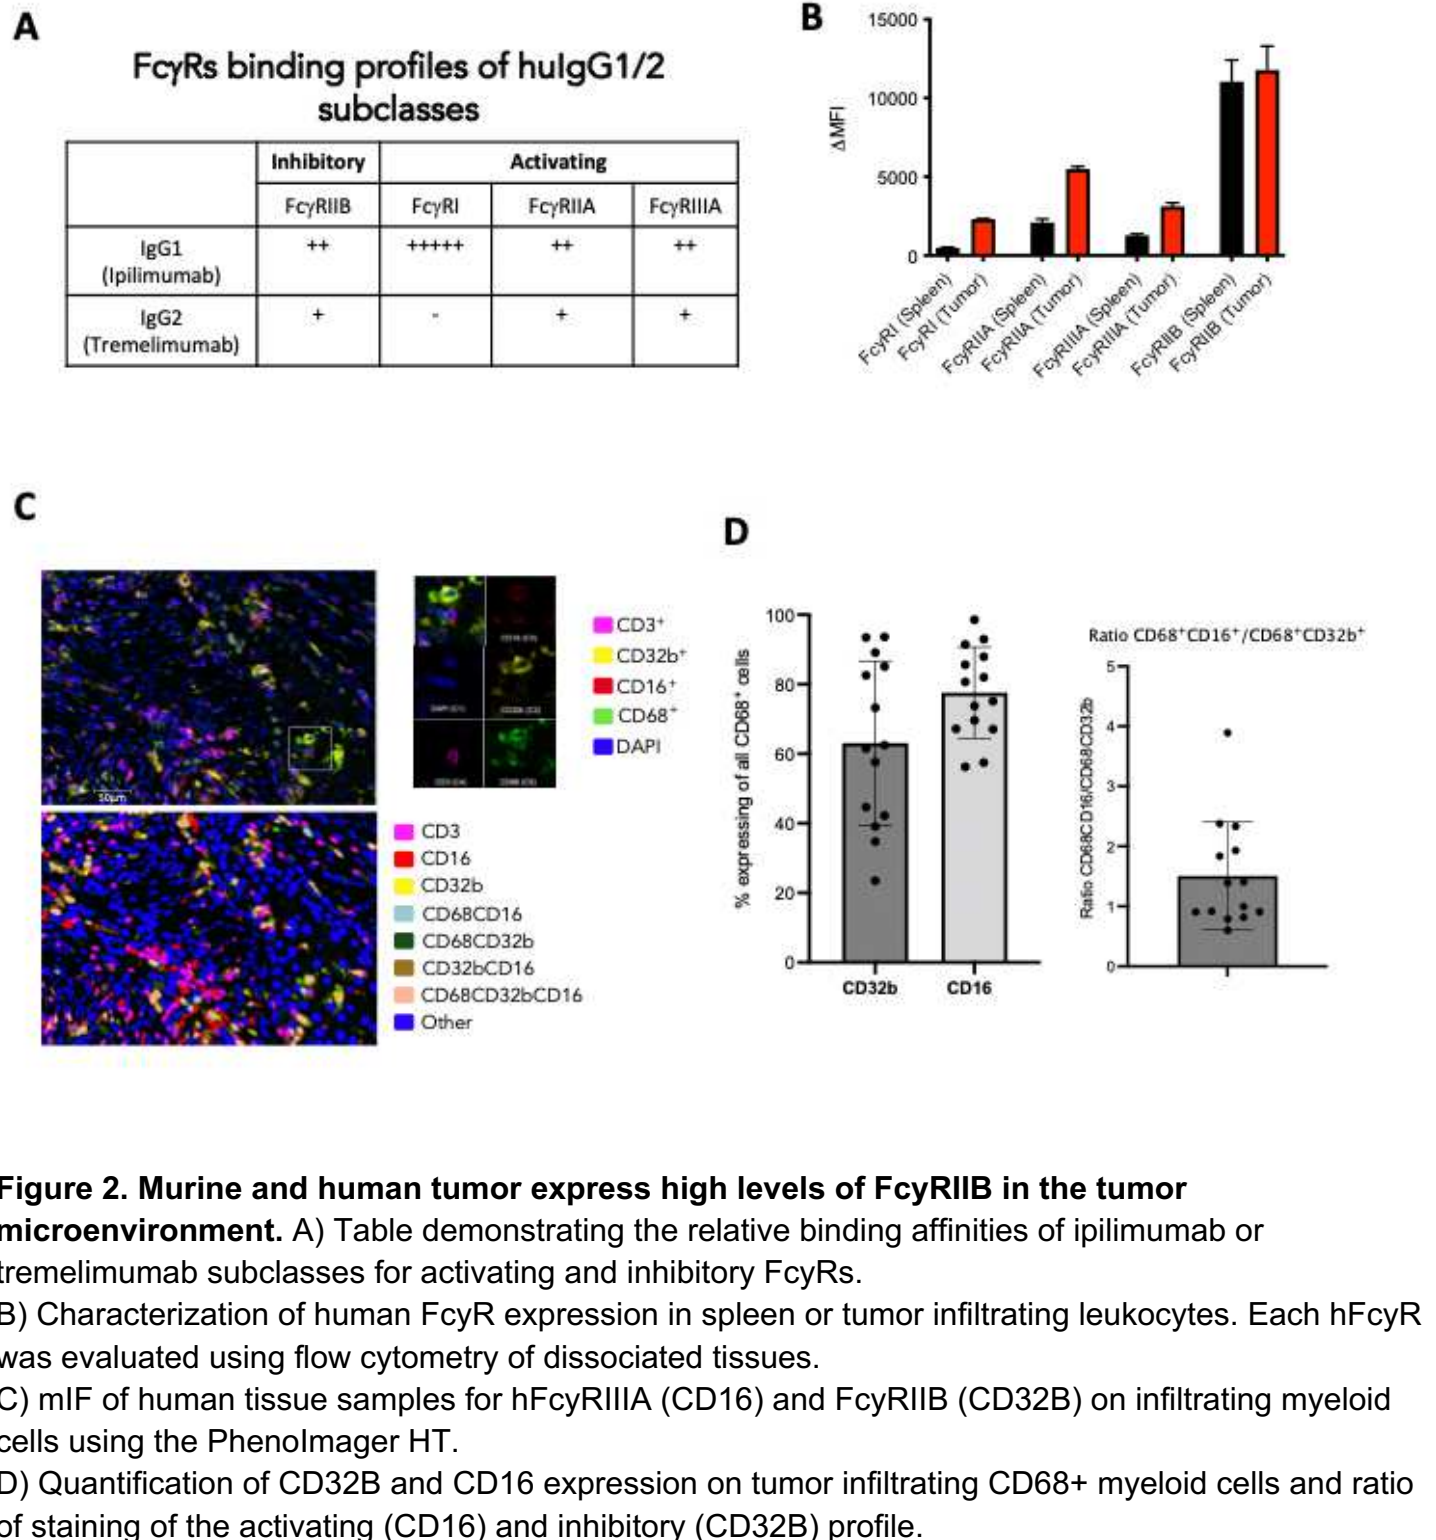 A
FcγRs binding profiles of huIgG1/2
subclasses
Inhibitory Activating
FcγRIIB FcγRI FcγRIIA FcγRIIIA
IgG1 ++ +++++ ++ ++
(Ipilimumab)
IgG2 + - + +
(Tremelimumab)
B
15000
10000
5000
0
ΔMFI
FcγRI (Spleen)
FcγRI (Tumor)
FcγRIIA (Spleen)
FcγRIIA (Tumor)
FcγRIIIA (Spleen)
FcγRIIIA (Tumor)
FcγRIIB (Spleen)
FcγRIIB (Tumor)
C
50µm
CD3⁺
CD32b⁺
CD16⁺
CD68⁺
DAPI
CD3
CD16
CD32b
CD68CD16
CD68CD32b
CD32bCD16
CD68CD32bCD16
Other
D
% expressing of all CD68⁺ cells
100
80
60
40
20
0
CD32b CD16
Ratio CD68⁺CD16⁺/CD68⁺CD32b⁺
Ratio CD68CD16/CD68CD32b
5
4
3
2
1
0
Figure 2. Murine and human tumor express high levels of FcyRIIB in the tumor
microenvironment. A) Table demonstrating the relative binding affinities of ipilimumab or
tremelimumab subclasses for activating and inhibitory FcyRs.
B) Characterization of human FcyR expression in spleen or tumor infiltrating leukocytes. Each hFcyR
was evaluated using flow cytometry of dissociated tissues.
C) mIF of human tissue samples for hFcyRIIIA (CD16) and FcyRIIB (CD32B) on infiltrating myeloid
cells using the PhenoImager HT.
D) Quantification of CD32B and CD16 expression on tumor infiltrating CD68+ myeloid cells and ratio
of staining of the activating (CD16) and inhibitory (CD32B) profile.